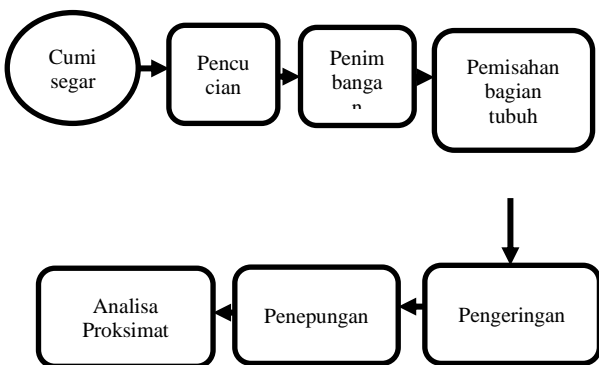 Cumi
segar
Pencu
cian
Penim
banga
n
Pemisahan
bagian
tubuh
Pengeringan
Penepungan
Analisa
Proksimat